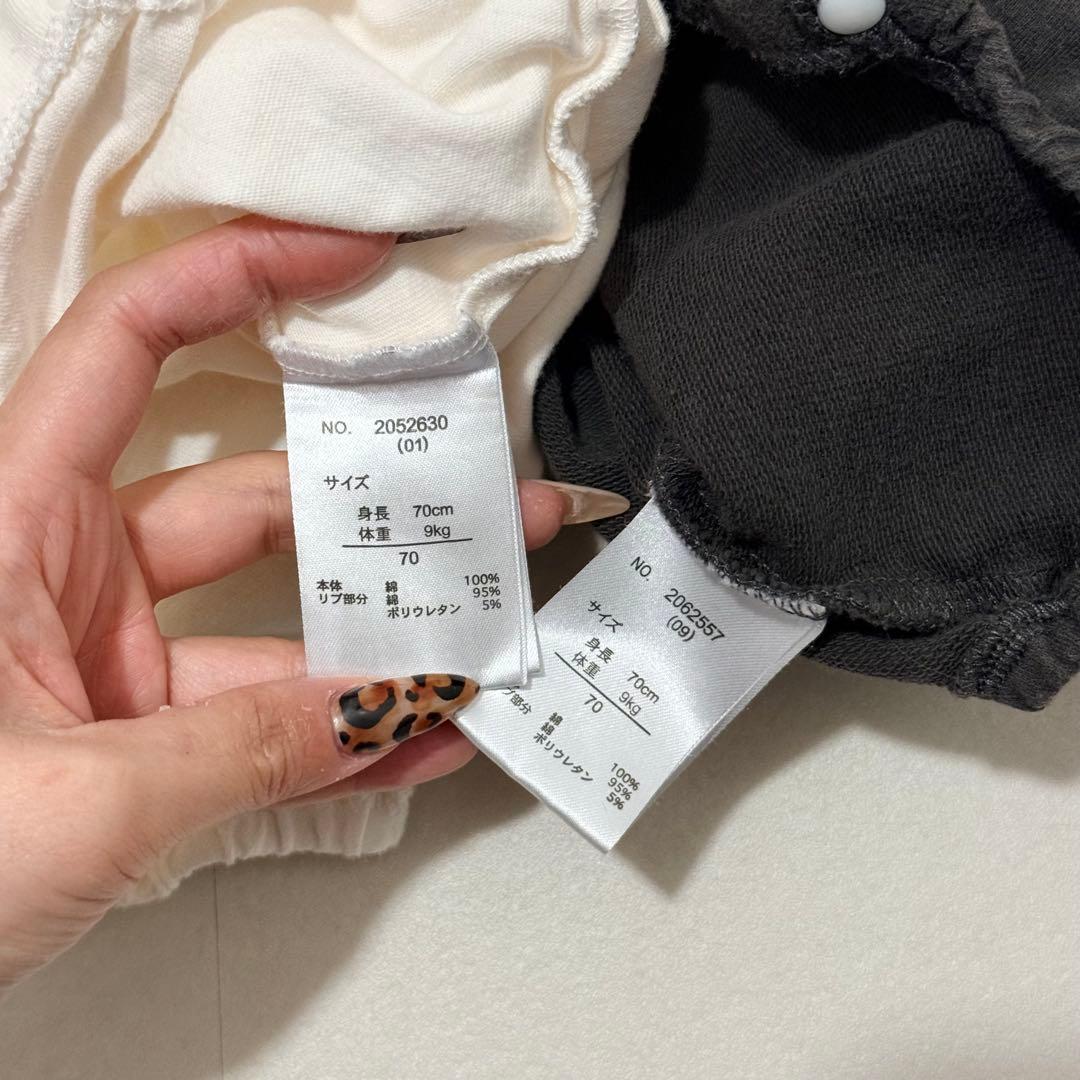 NO. 2052630
(01)
サイズ
身長 70cm
体重 9kg
70
本体 綿 100%
リブ部分 綿 95%
ポリウレタン 5%
NO. 2062557
(09)
サイズ
身長 70cm
体重 9kg
70
綿 100%
ブ部分 綿 95%
ポリウレタン 5%